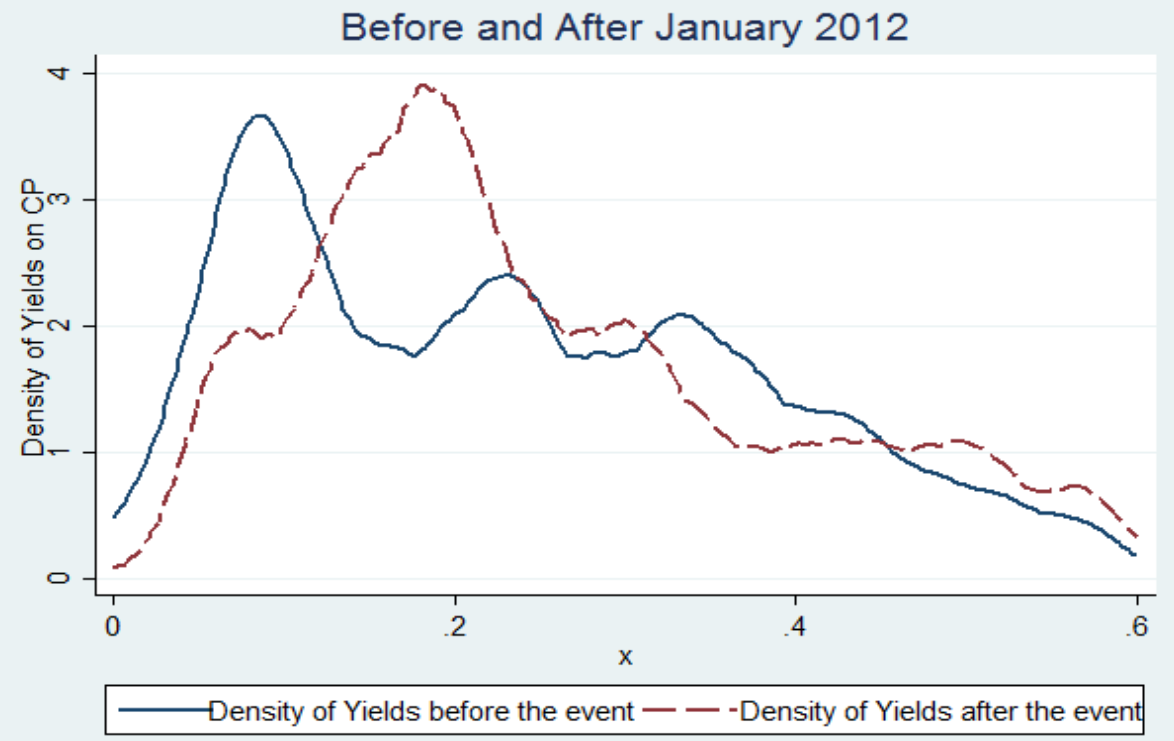 Before and After January 2012
Density of Yields on CP
4
3
2
1
0
0 .2 .4 .6
x
Density of Yields before the event Density of Yields after the event